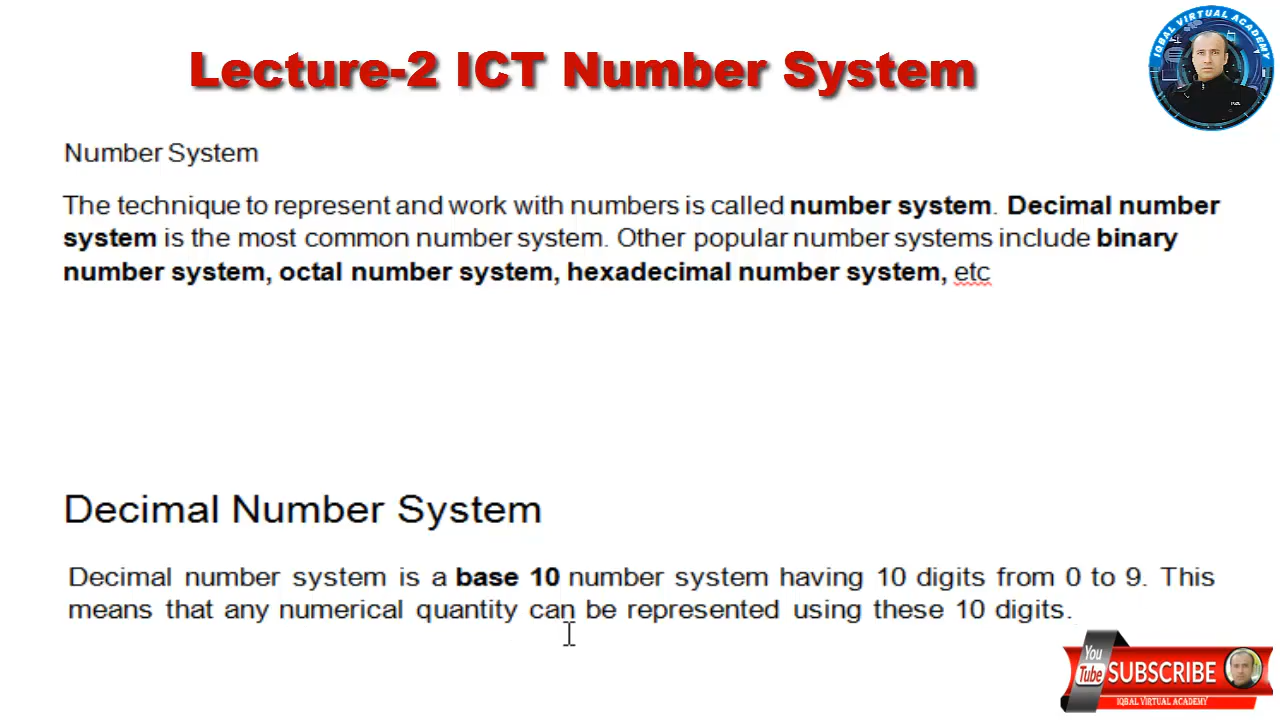 Lecture-2 ICT Number System
IQBAL VIRTUAL ACADEMY
Number System
The technique to represent and work with numbers is called number system. Decimal number
system is the most common number system. Other popular number systems include binary
number system, octal number system, hexadecimal number system, etc
Decimal Number System
Decimal number system is a base 10 number system having 10 digits from 0 to 9. This
means that any numerical quantity can be represented using these 10 digits.
You
Tube
SUBSCRIBE
IQBAL VIRTUAL ACADEMY